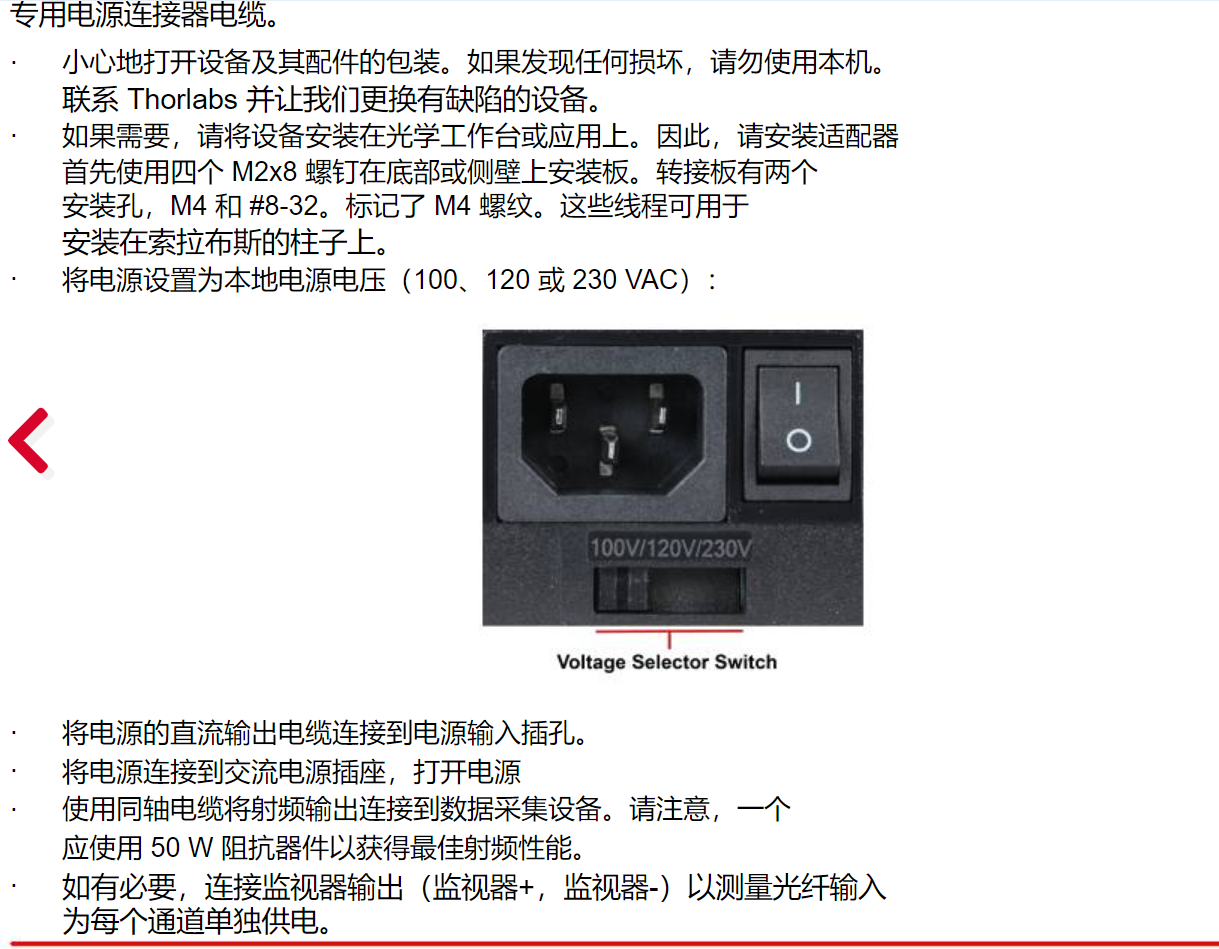 专用电源连接器电缆。
· 小心地打开设备及其配件的包装。如果发现任何损坏，请勿使用本机。
联系 Thorlabs 并让我们更换有缺陷的设备。
· 如果需要，请将设备安装在光学工作台或应用上。因此，请安装适配器
首先使用四个 M2x8 螺钉在底部或侧壁上安装板。转接板有两个
安装孔，M4 和 #8-32。标记了 M4 螺纹。这些线程可用于
安装在索拉布斯的柱子上。
· 将电源设置为本地电源电压（100、120 或 230 VAC）：
100V/120V/230V
Voltage Selector Switch
· 将电源的直流输出电缆连接到电源输入插孔。
· 将电源连接到交流电源插座，打开电源
· 使用同轴电缆将射频输出连接到数据采集设备。请注意，一个
应使用 50 W 阻抗器件以获得最佳射频性能。
· 如有必要，连接监视器输出（监视器+，监视器-）以测量光纤输入
为每个通道单独供电。